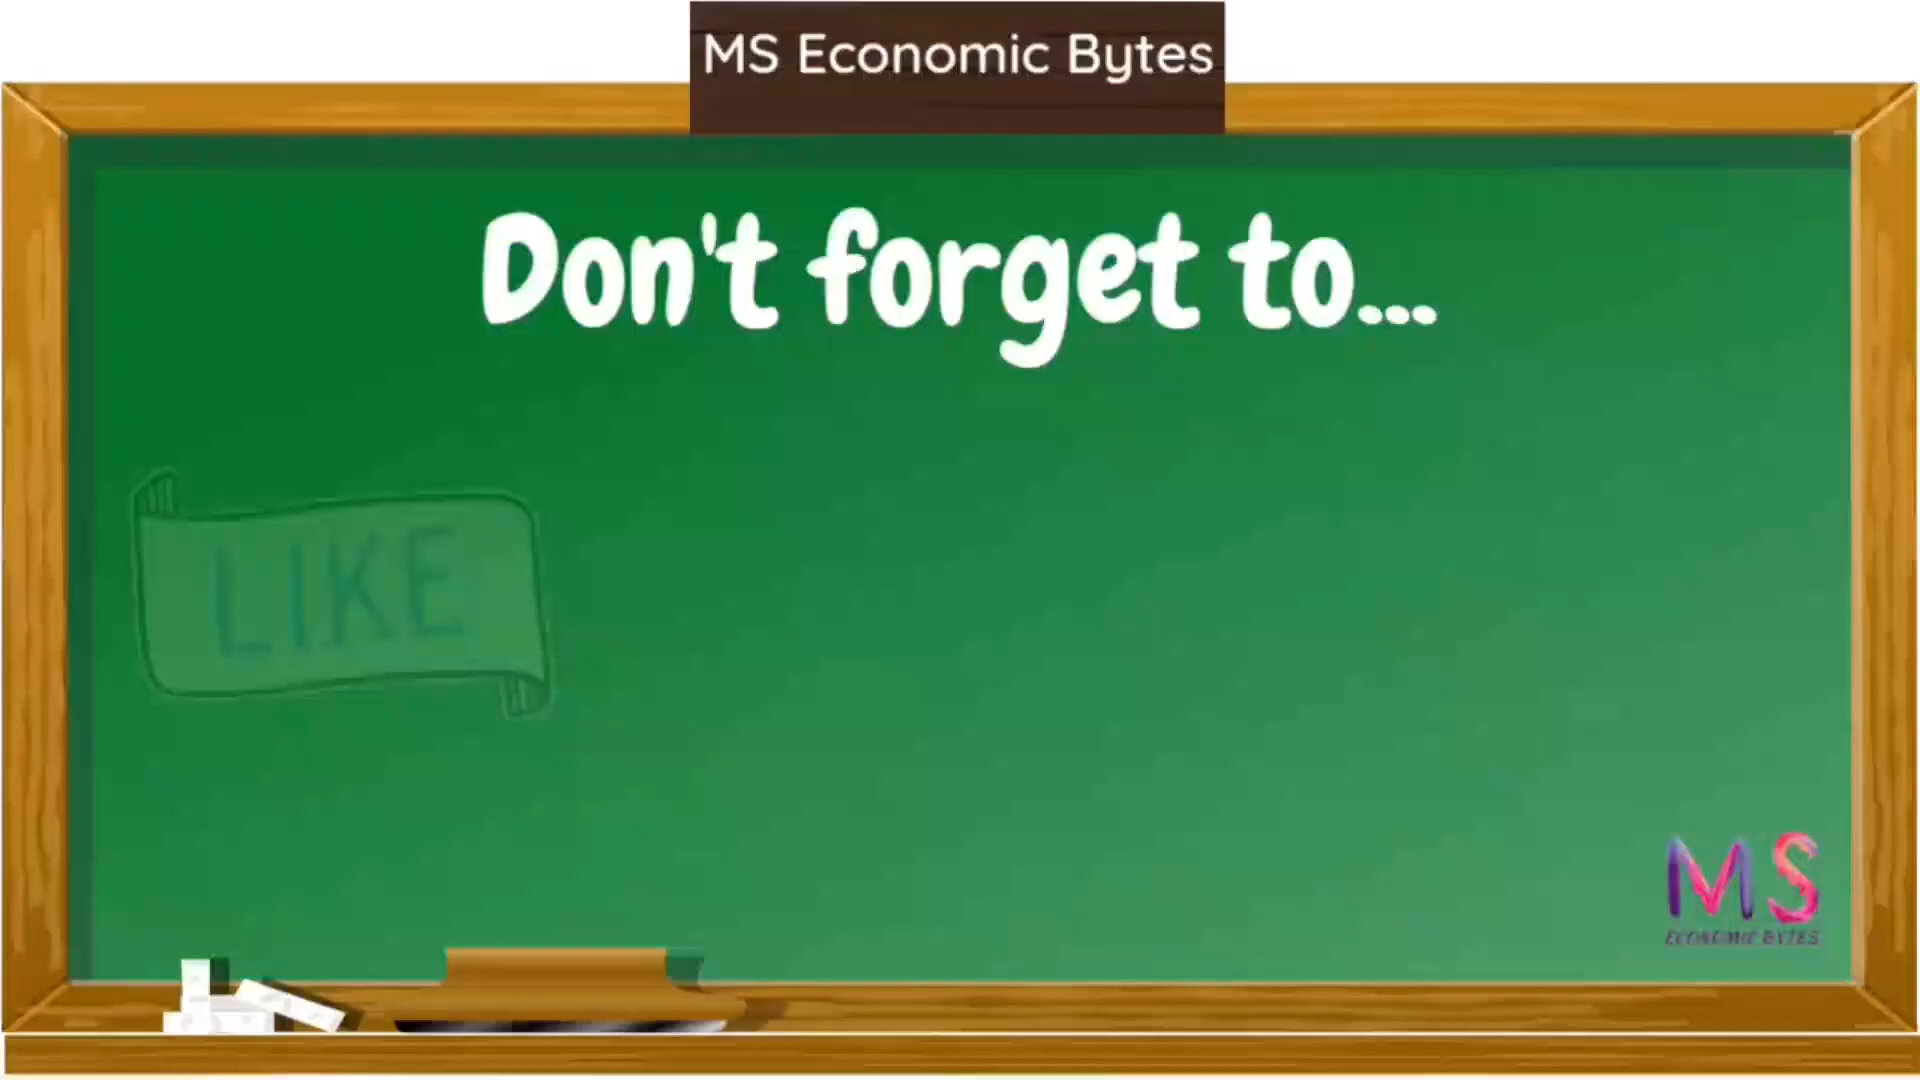 MS Economic Bytes
Don't forget to...
LIKE
MS
ECONOMIC BYTES